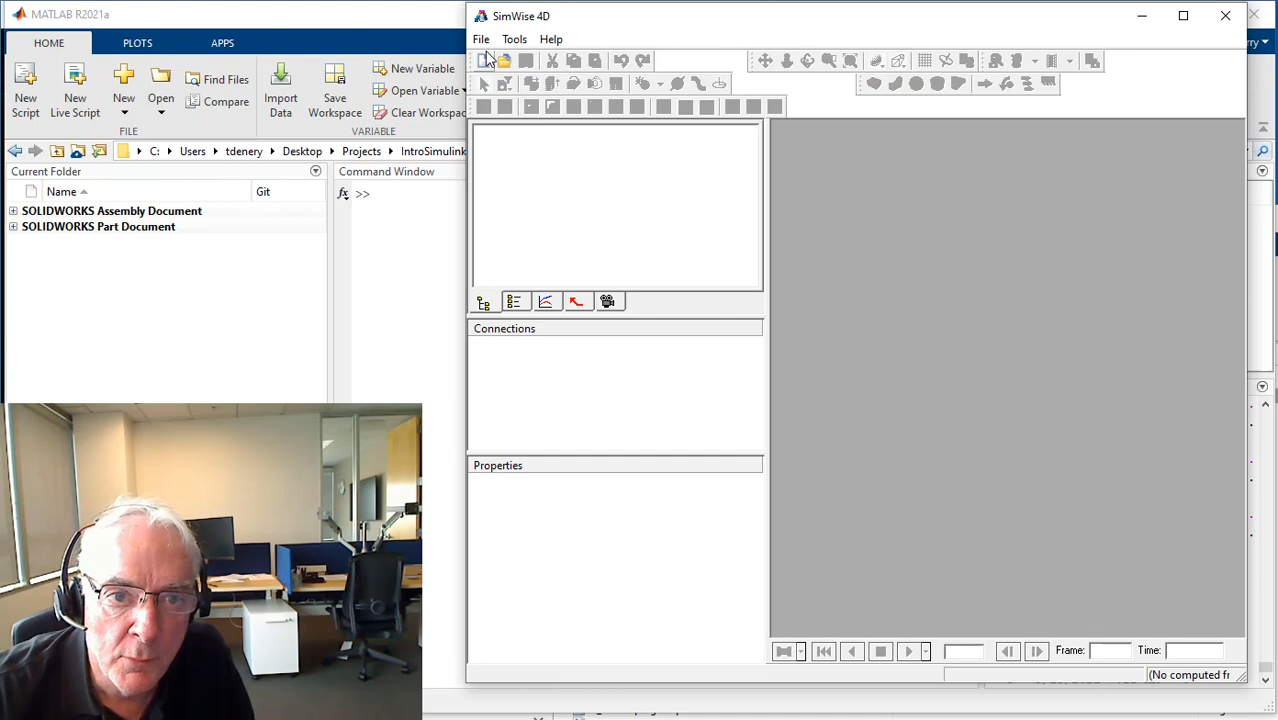 MATLAB R2021a
HOME
PLOTS
APPS
New Script
New Live Script
New
Open
Find Files
Compare
FILE
Import Data
Save Workspace
New Variable
Open Variable
Clear Workspac
VARIABLE
C:
Users
tdenery
Desktop
Projects
IntroSimulink
Current Folder
Name
Git
SOLIDWORKS Assembly Document
SOLIDWORKS Part Document
Command Window
fx >>
SimWise 4D
File
Tools
Help
Connections
Properties
Frame:
Time:
(No computed fr